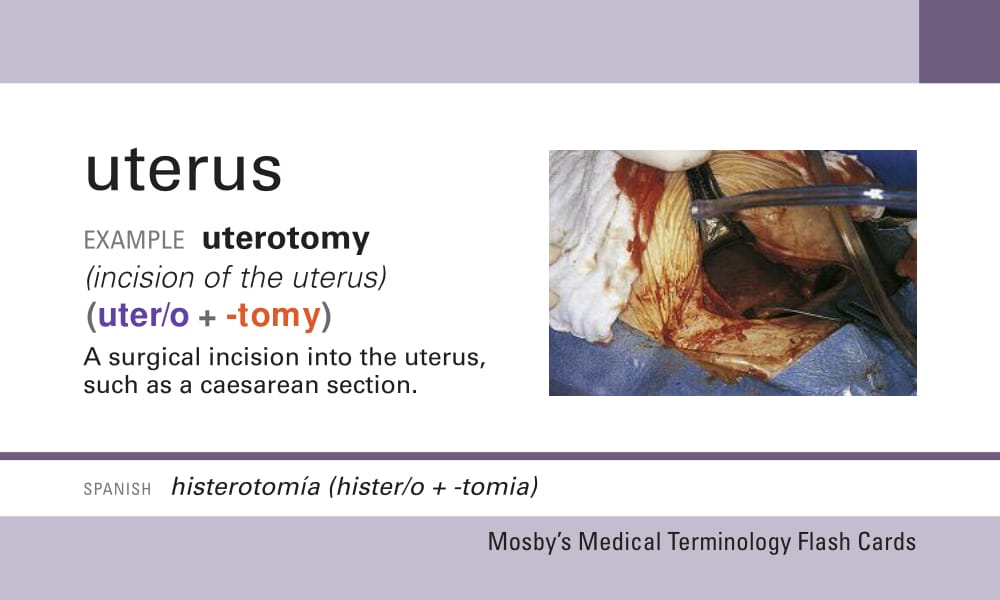 uterus
EXAMPLE uterotomy
(incision of the uterus)
(uter/o + -tomy)
A surgical incision into the uterus,
such as a caesarean section.
SPANISH histerotomía (hister/o + -tomia)
Mosby's Medical Terminology Flash Cards